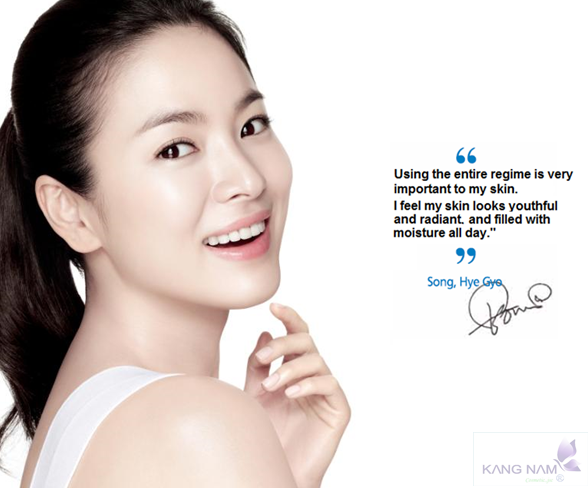 “
Using the entire regime is very
important to my skin.
I feel my skin looks youthful
and radiant, and filled with
moisture all day."
”
Song, Hye Gyo
KANG NAM